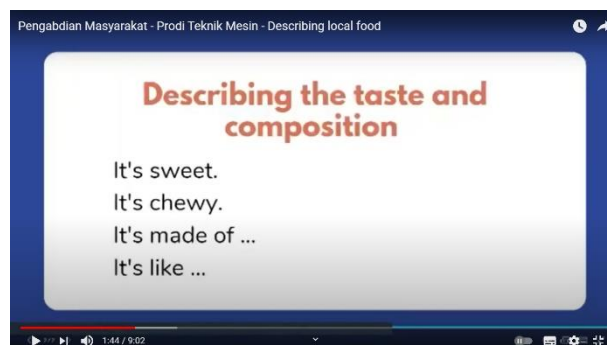 Pengabdian Masyarakat - Prodi Teknik Mesin - Describing local food
Describing the taste and
composition
It's sweet.
It's chewy.
It's made of ...
It's like ...
1:44 / 9:02